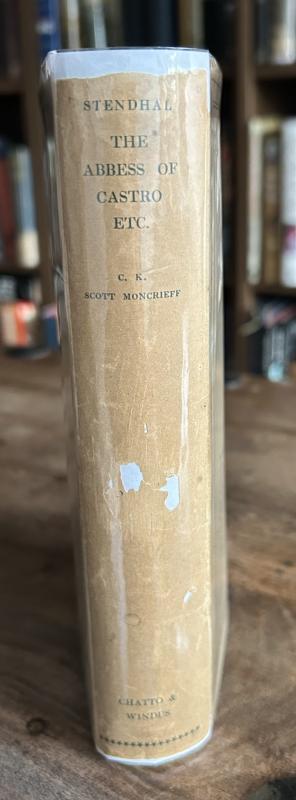 STENDHAL
THE
ABBESS OF
CASTRO
ETC.
C. K.
SCOTT MONCRIEFF
CHATTO &
WINDUS